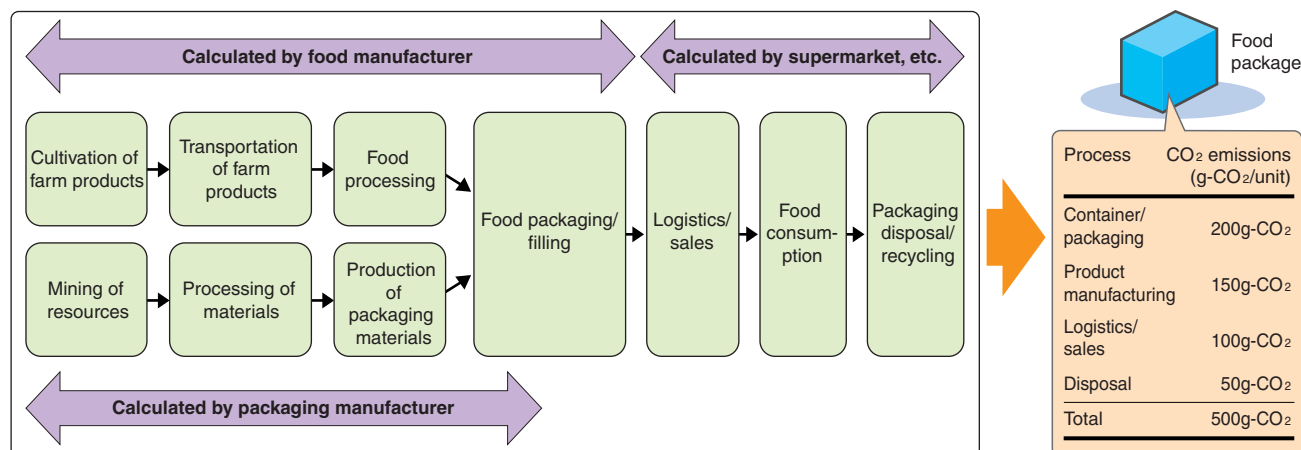 Calculated by food manufacturer
Calculated by supermarket, etc.
Cultivation of
farm products
Transportation
of farm
products
Food
processing
Food packaging/
filling
Logistics/
sales
Food
consum-
ption
Packaging
disposal/
recycling
Mining of
resources
Processing of
materials
Production
of
packaging
materials
Calculated by packaging manufacturer
Food
package
Process CO₂ emissions
(g-CO₂/unit)
Container/
packaging 200g-CO₂
Product
manufacturing 150g-CO₂
Logistics/
sales 100g-CO₂
Disposal 50g-CO₂
Total 500g-CO₂